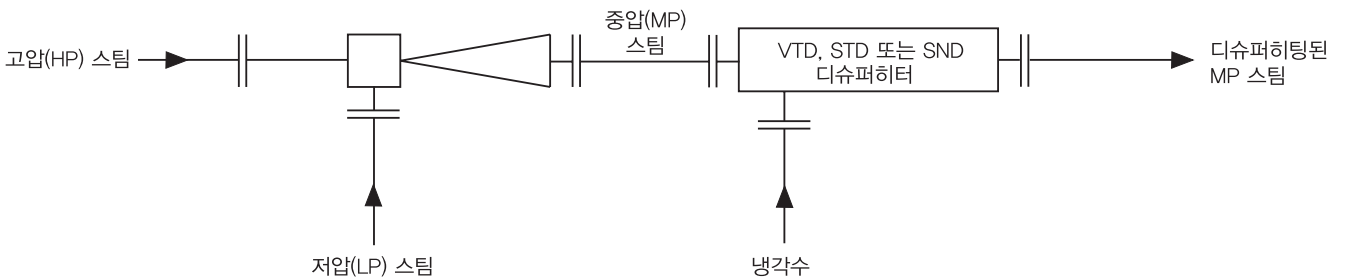 고압(HP) 스팀
중압(MP)
스팀
VTD, STD 또는 SND
디슈퍼히터
디슈퍼히팅된
MP 스팀
저압(LP) 스팀
냉각수